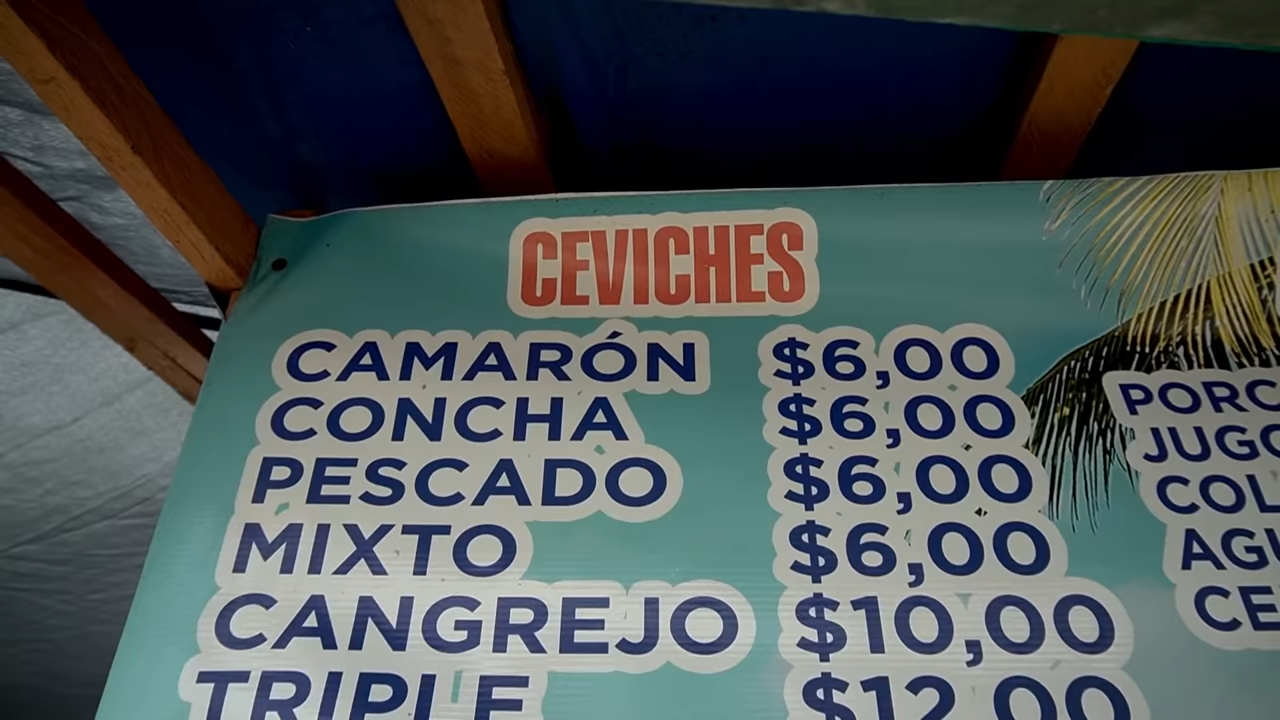 CEVICHES
CAMARÓN $6,00
CONCHA $6,00
PESCADO $6,00
MIXTO $6,00
CANGREJO $10,00
TRIPLE $12,00
PORC
JUGO
COL
AGU
CE